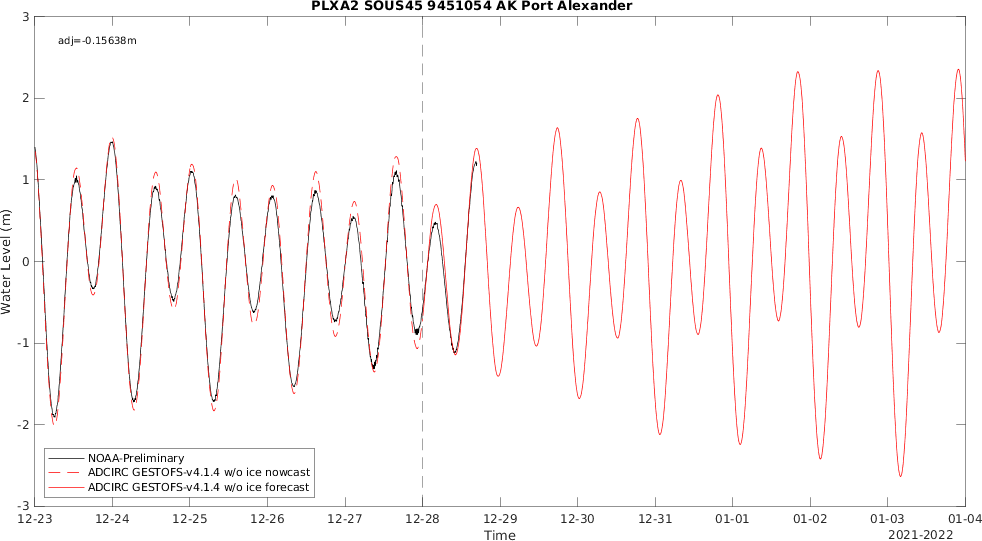 PLXA2 SOUS45 9451054 AK Port Alexander
adj=-0.15638m
Water Level (m)
3
2
1
0
-1
-2
-3
NOAA-Preliminary
ADCIRC GESTOFS-v4.1.4 w/o ice nowcast
ADCIRC GESTOFS-v4.1.4 w/o ice forecast
12-23 12-24 12-25 12-26 12-27 12-28 12-29 12-30 12-31 01-01 01-02 01-03 01-04
Time
2021-2022